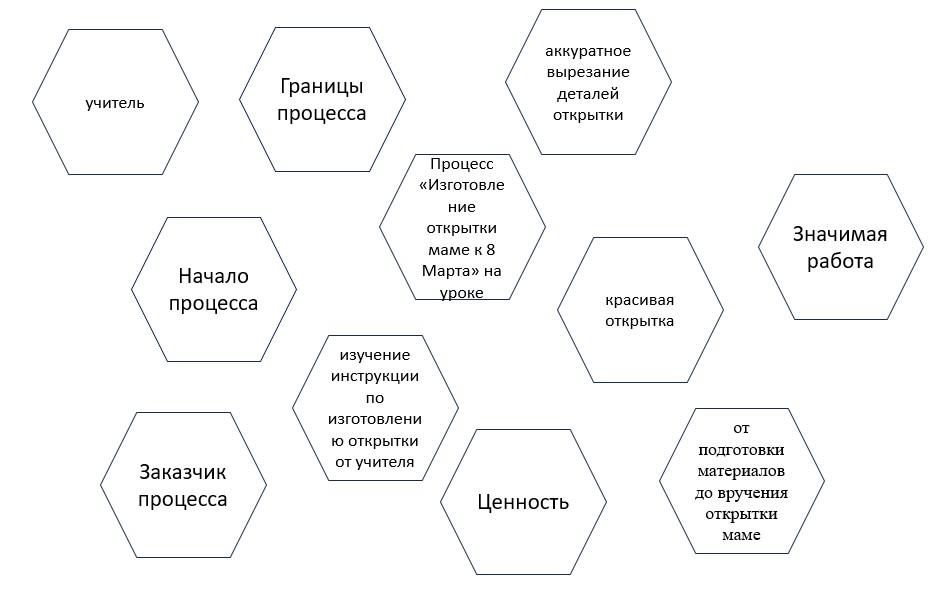 учитель
Границы
процесса
аккуратное
вырезание
деталей
открытки
Процесс
«Изготовле
ние
открытки
маме к 8
Марта» на
уроке
Значимая
работа
Начало
процесса
красивая
открытка
изучение
инструкции
по
изготовлени
ю открытки
от учителя
Заказчик
процесса
Ценность
от
подготовки
материалов
до вручения
открытки
маме